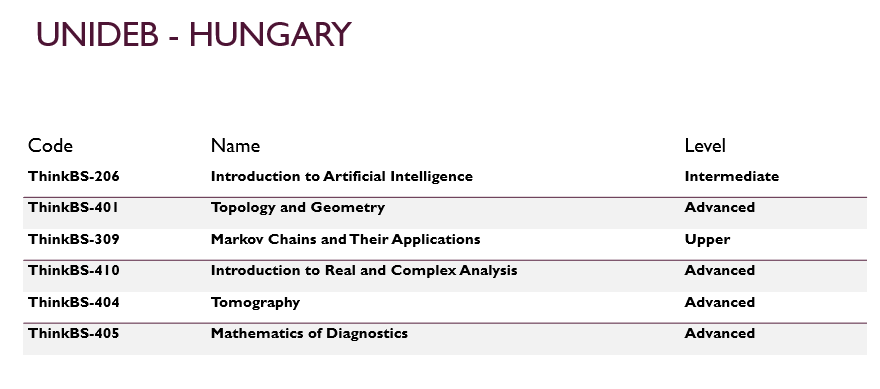 UNIDEB - HUNGARY
Code Name Level
ThinkBS-206 Introduction to Artificial Intelligence Intermediate
ThinkBS-401 Topology and Geometry Advanced
ThinkBS-309 Markov Chains and Their Applications Upper
ThinkBS-410 Introduction to Real and Complex Analysis Advanced
ThinkBS-404 Tomography Advanced
ThinkBS-405 Mathematics of Diagnostics Advanced